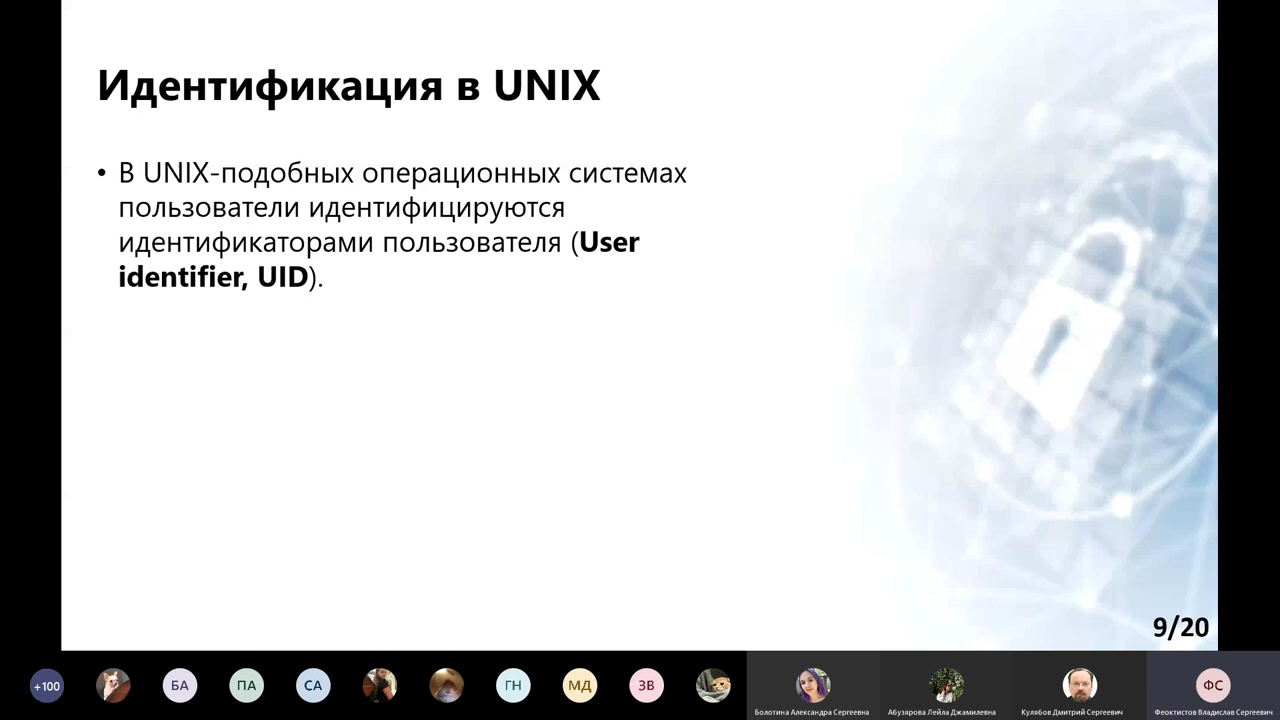 Идентификация в UNIX
• В UNIX-подобных операционных системах
пользователи идентифицируются
идентификаторами пользователя (User
identifier, UID).
9/20
+100
БА
ПА
СА
ГН
МД
ЗВ
ФС
Болотина Александра Сергеевна
Абузярова Лейла Джамилевна
Кулябов Дмитрий Сергеевич
Феоктистов Владислав Сергеевич